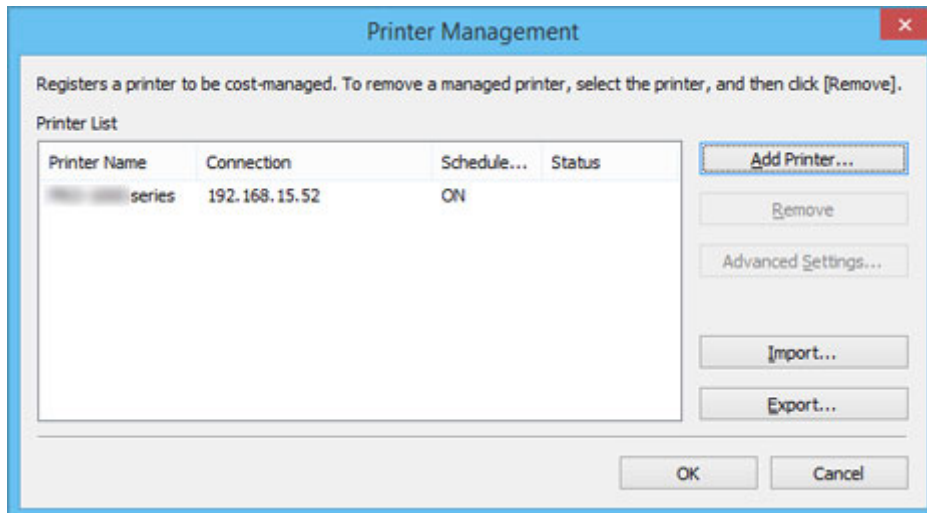 Printer Management
Registers a printer to be cost-managed. To remove a managed printer, select the printer, and then click [Remove].
Printer List
Printer Name Connection Schedule... Status
series 192.168.15.52 ON
Add Printer...
Remove
Advanced Settings...
Import...
Export...
OK Cancel